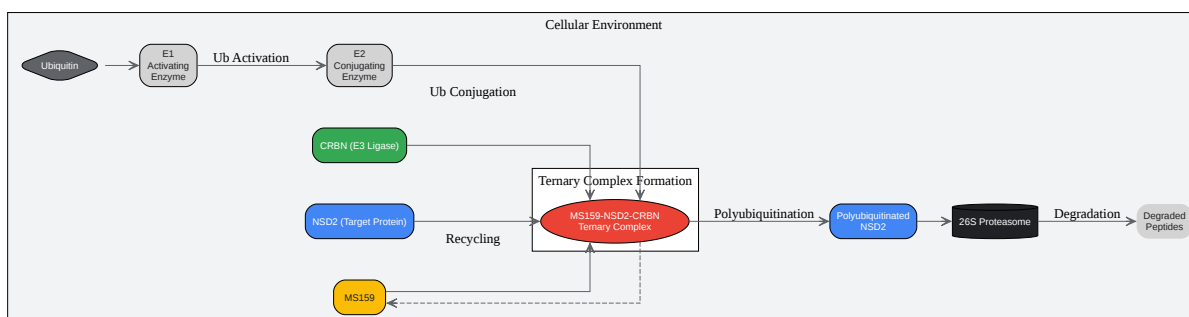 Cellular Environment
Ubiquitin
E1
Activating
Enzyme
Ub Activation
E2
Conjugating
Enzyme
Ub Conjugation
CRBN (E3 Ligase)
Ternary Complex Formation
NSD2 (Target Protein)
Recycling
MS159-NSD2-CRBN
Ternary Complex
Polyubiquitination
Polyubiquitinated
NSD2
26S Proteasome
Degradation
Degraded
Peptides
MS159